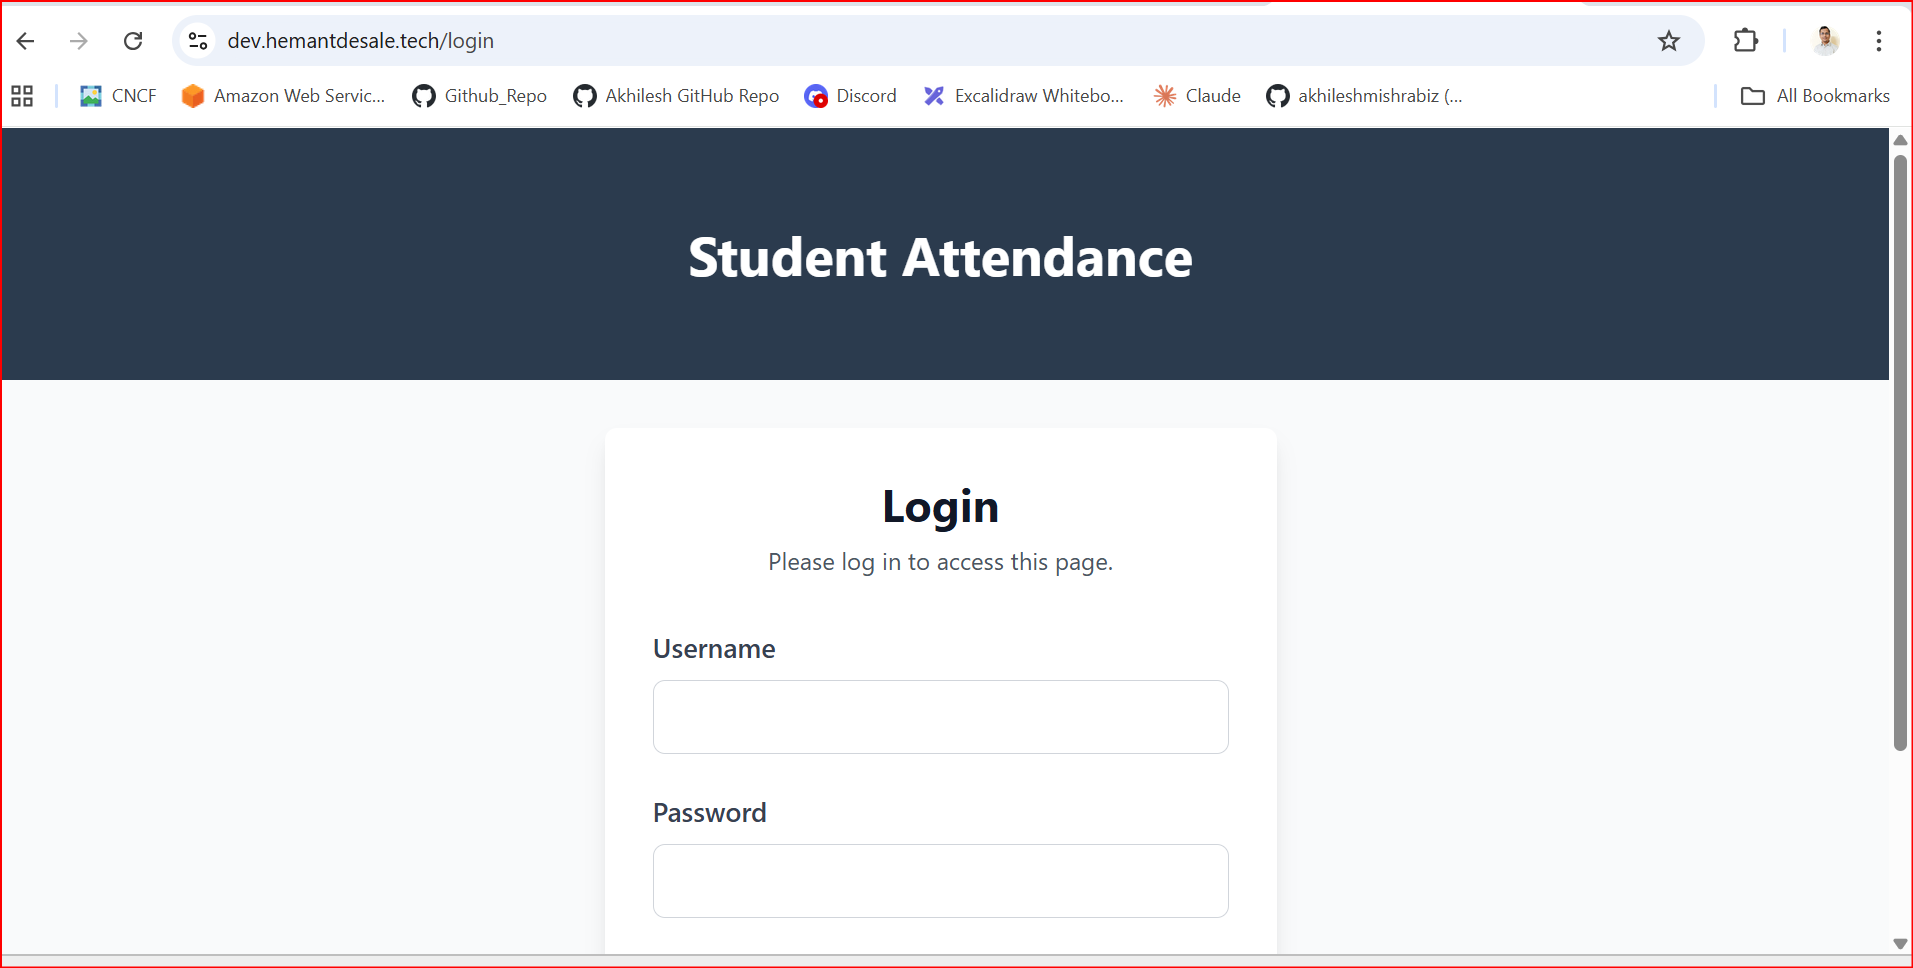 dev.hemantdesale.tech/login
CNCF Amazon Web Servic... Github_Repo Akhilesh GitHub Repo Discord Excalidraw Whitebo... Claude akhileshmishrabiz (... All Bookmarks
Student Attendance
Login
Please log in to access this page.
Username
Password